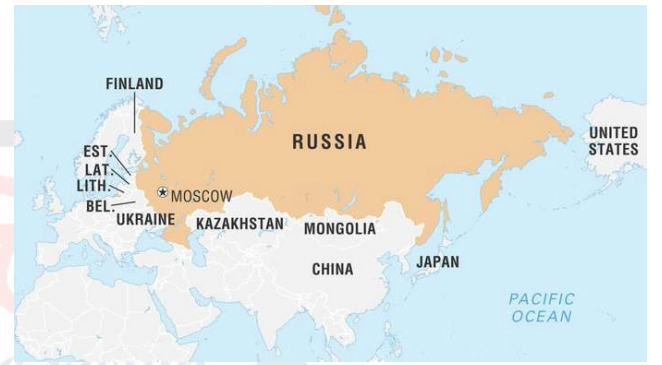 FINLAND
RUSSIA
UNITED
STATES
EST.
LAT.
LITH.
BEL.
MOSCOW
UKRAINE
KAZAKHSTAN
MONGOLIA
CHINA
JAPAN
PACIFIC
OCEAN